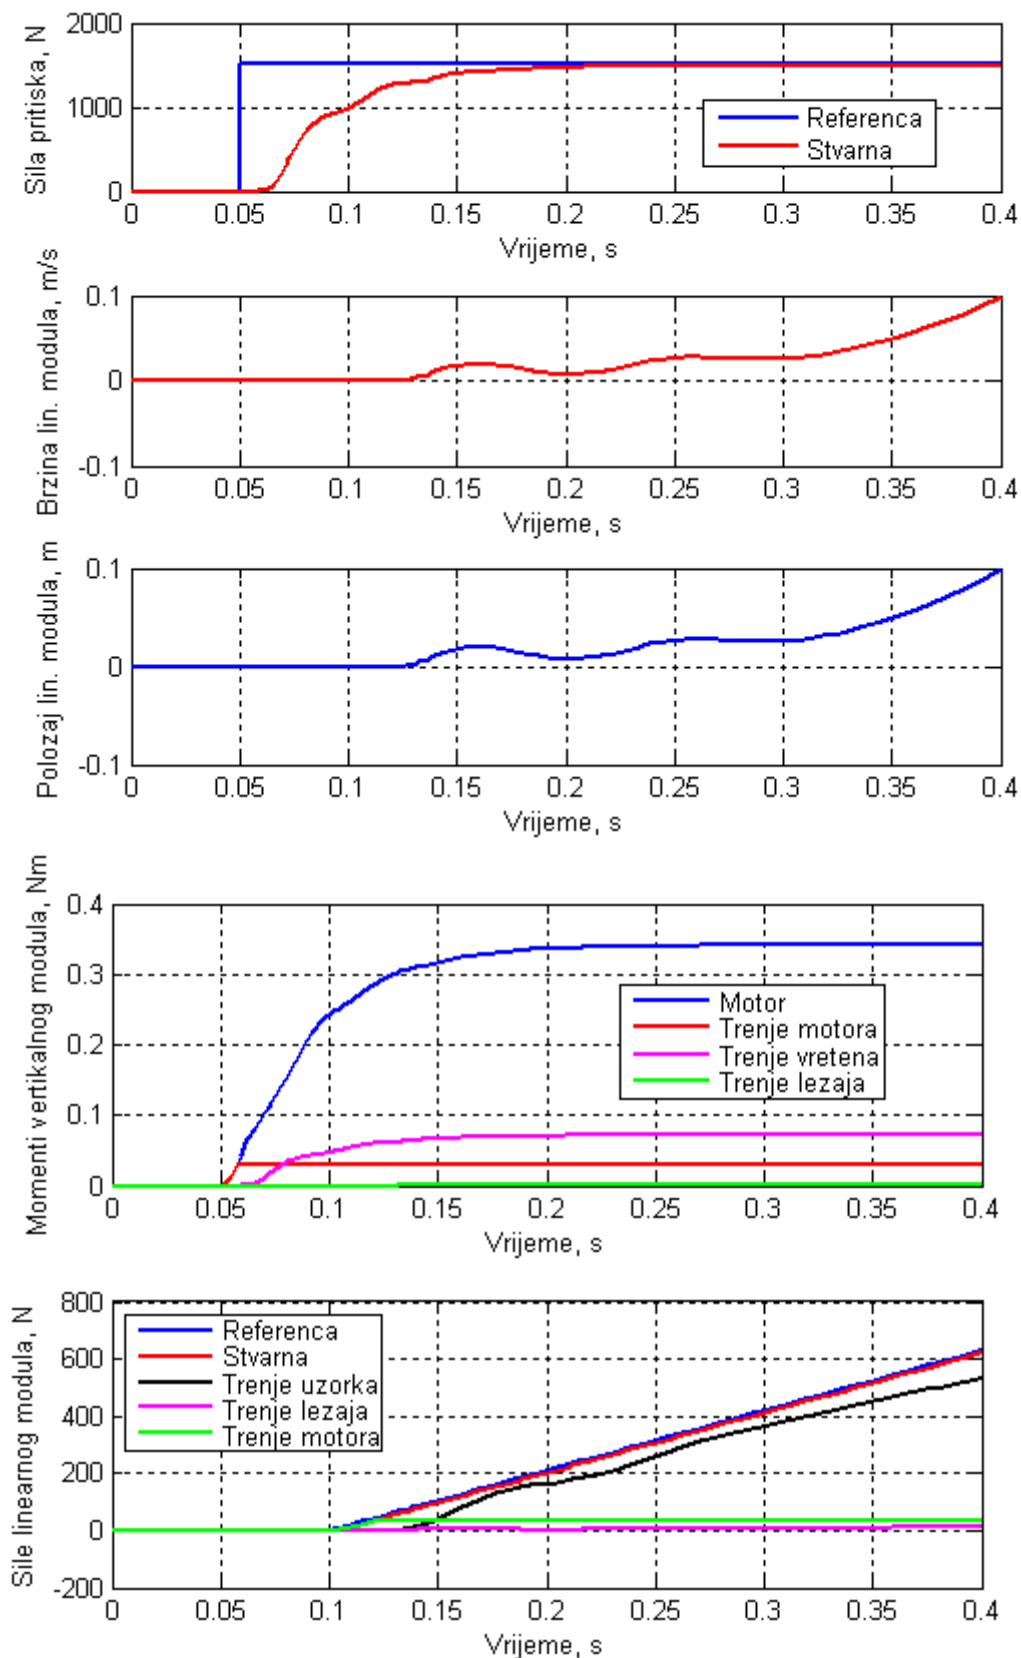 Sila pritiska, N
2000
1000
0
Referenca
Stvarna
0 0.05 0.1 0.15 0.2 0.25 0.3 0.35 0.4
Vrijeme, s
Brzina lin. modula, m/s
0.1
0
-0.1
0 0.05 0.1 0.15 0.2 0.25 0.3 0.35 0.4
Vrijeme, s
Polozaj lin. modula, m
0.1
0
-0.1
0 0.05 0.1 0.15 0.2 0.25 0.3 0.35 0.4
Vrijeme, s
Momenti vertikalnog modula, Nm
0.4
0.3
0.2
0.1
0
Motor
Trenje motora
Trenje vretena
Trenje lezaja
0 0.05 0.1 0.15 0.2 0.25 0.3 0.35 0.4
Vrijeme, s
Sile linearnog modula, N
800
600
400
200
0
-200
Referenca
Stvarna
Trenje uzorka
Trenje lezaja
Trenje motora
0 0.05 0.1 0.15 0.2 0.25 0.3 0.35 0.4
Vrijeme, s